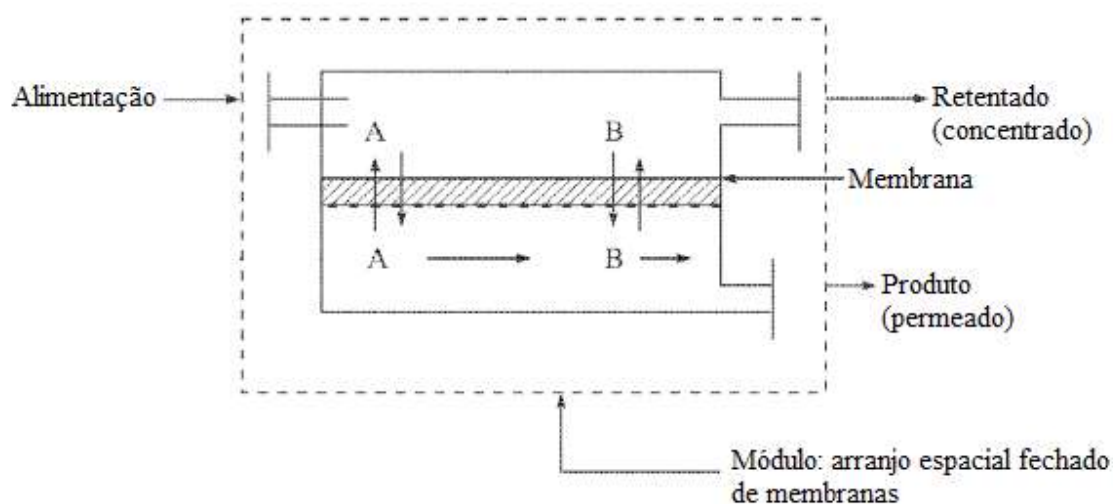 Alimentação
Retentado
(concentrado)
A
B
Membrana
A
B
Produto
(permeado)
Módulo: arranjo espacial fechado
de membranas